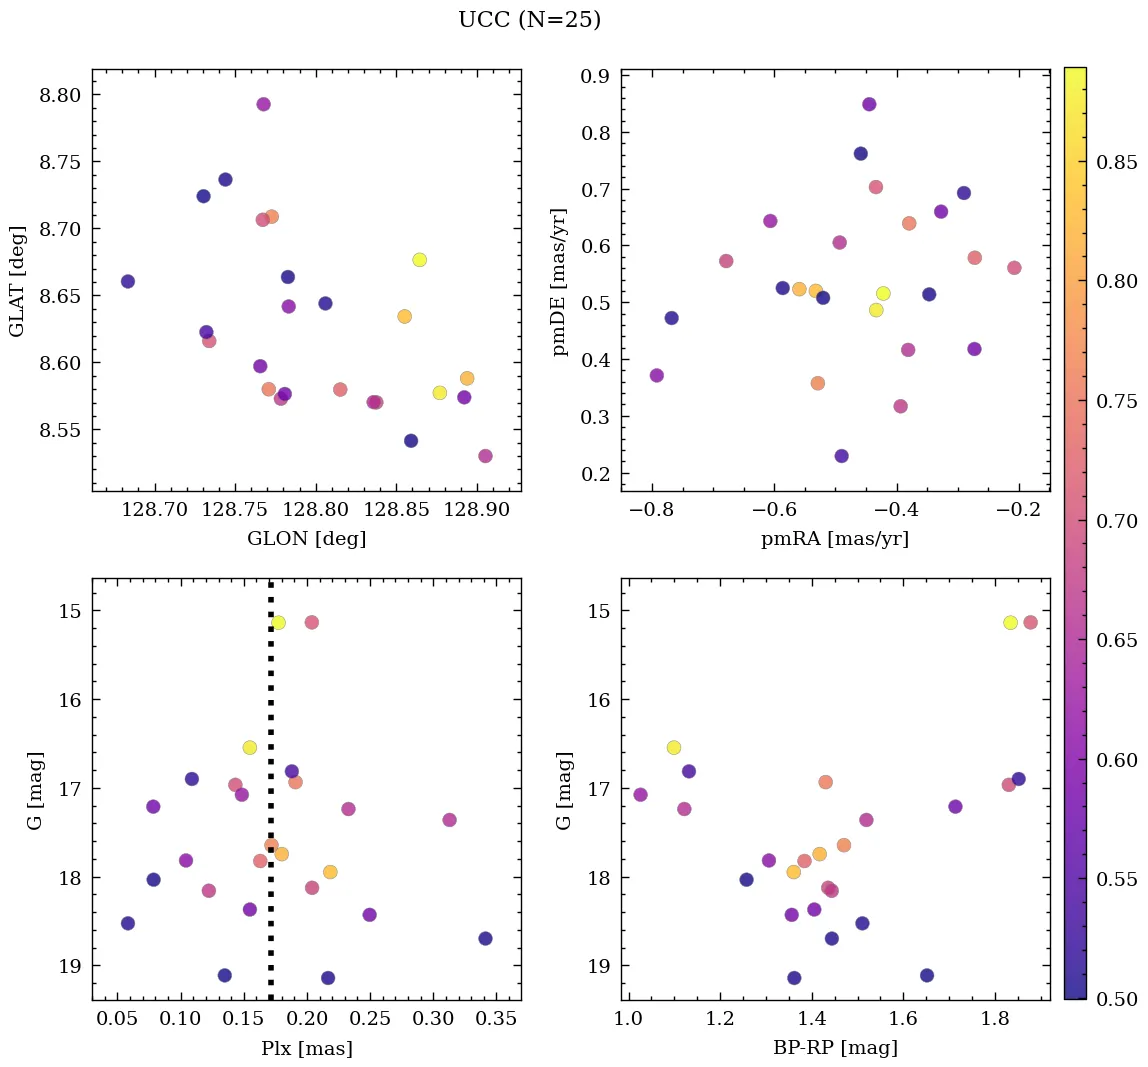 UCC (N=25)
8.80
8.75
8.70
8.65
8.60
8.55
GLAT [deg]
128.70 128.75 128.80 128.85 128.90
GLON [deg]
0.9
0.8
0.7
0.6
0.5
0.4
0.3
0.2
pmDE [mas/yr]
−0.8 −0.6 −0.4 −0.2
pmRA [mas/yr]
15
16
17
18
19
G [mag]
0.05 0.10 0.15 0.20 0.25 0.30 0.35
Plx [mas]
15
16
17
18
19
G [mag]
1.0 1.2 1.4 1.6 1.8
BP-RP [mag]
0.85
0.80
0.75
0.70
0.65
0.60
0.55
0.50